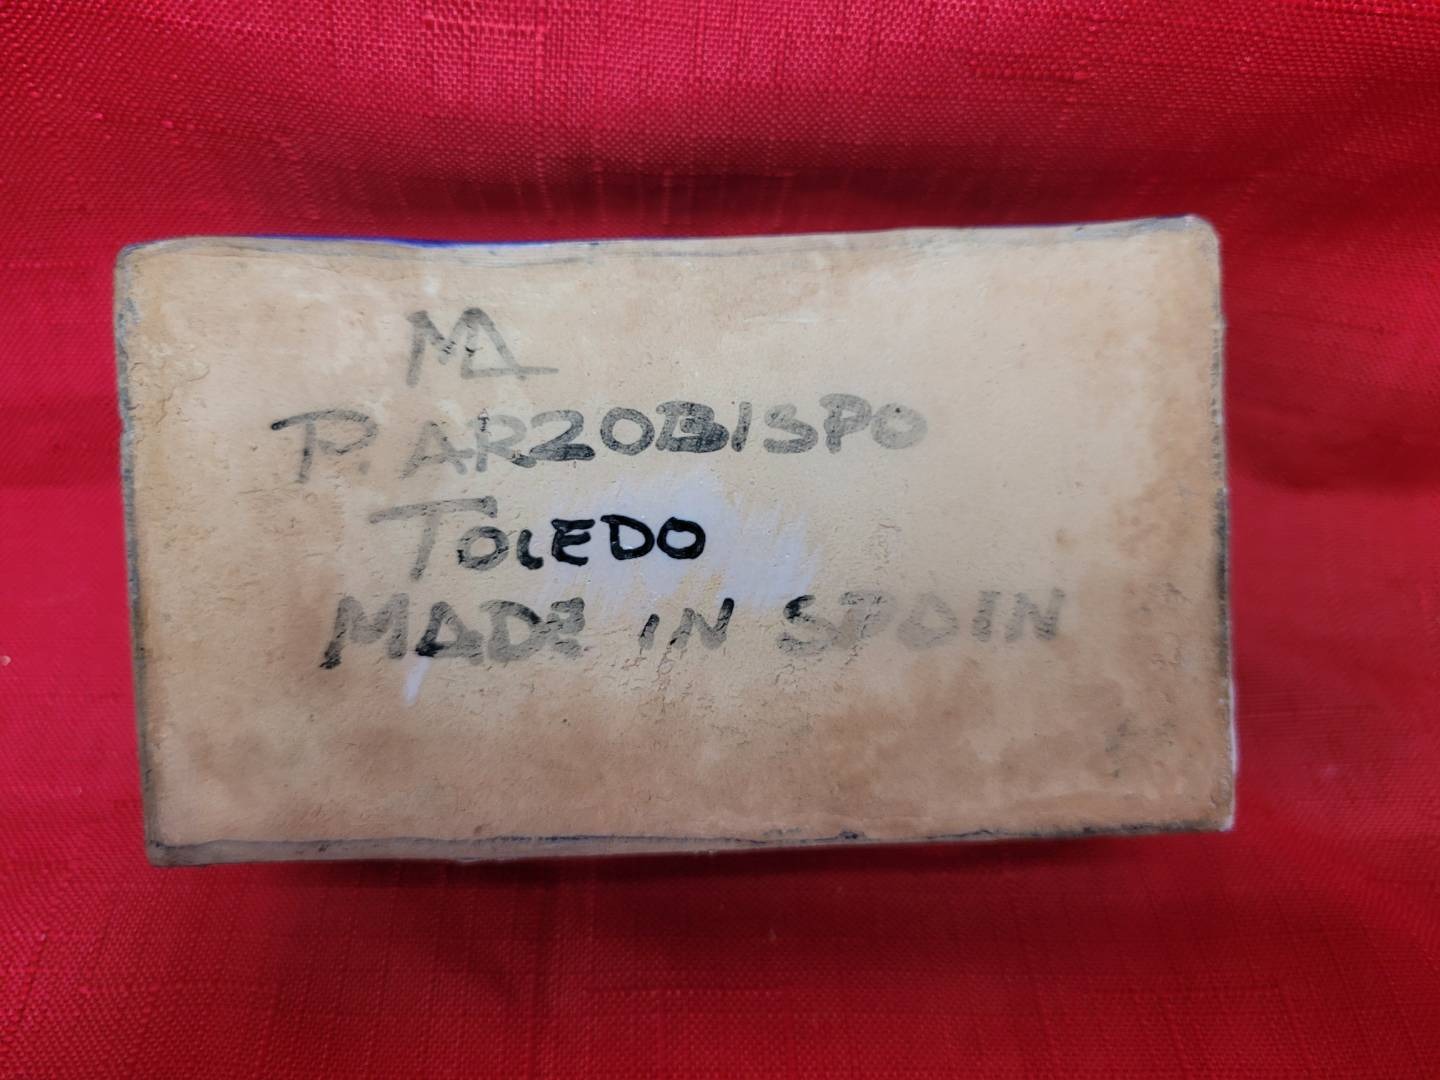 MA
P. ARZOBISPO
TOLEDO
MADE IN SPAIN